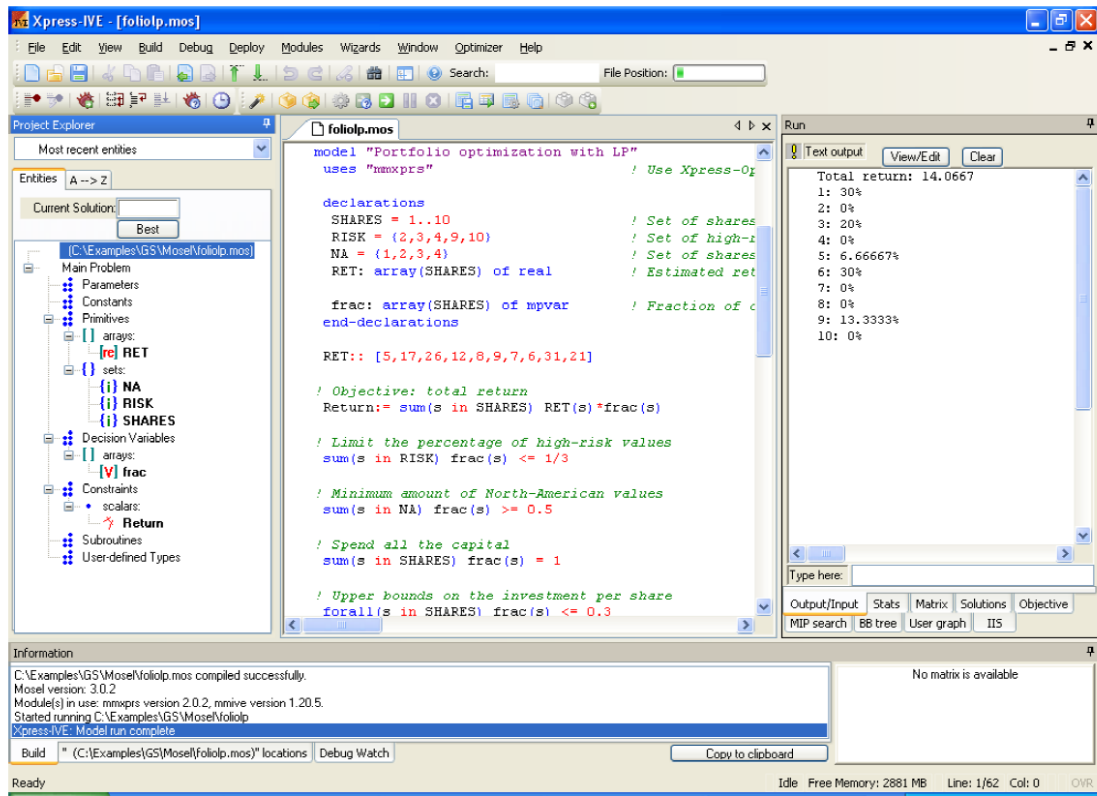 Xpress-IVE - [foliolp.mos]
File Edit View Build Debug Deploy Modules Wizards Window Optimizer Help
Search: File Position:
Project Explorer
Most recent entities
Entities A --> Z
Current Solution:
Best
(C:\Examples\GS\Mosel\foliolp.mos)
Main Problem
Parameters
Constants
Primitives
[ ] arrays:
[re] RET
{ } sets:
{i} NA
{i} RISK
{i} SHARES
Decision Variables
[ ] arrays:
[V] frac
Constraints
scalars:
Return
Subroutines
User-defined Types
foliolp.mos
model "Portfolio optimization with LP"
uses "mmxprs" ! Use Xpress-Op
declarations
SHARES = 1..10 ! Set of shares
RISK = {2,3,4,9,10} ! Set of high-r
NA = {1,2,3,4} ! Set of shares
RET: array(SHARES) of real ! Estimated ret
frac: array(SHARES) of mpvar ! Fraction of c
end-declarations
RET:: [5,17,26,12,8,9,7,6,31,21]
! Objective: total return
Return:= sum(s in SHARES) RET(s)*frac(s)
! Limit the percentage of high-risk values
sum(s in RISK) frac(s) <= 1/3
! Minimum amount of North-American values
sum(s in NA) frac(s) >= 0.5
! Spend all the capital
sum(s in SHARES) frac(s) = 1
! Upper bounds on the investment per share
forall(s in SHARES) frac(s) <= 0.3
Run
Text output View/Edit Clear
Total return: 14.0667
1: 30%
2: 0%
3: 20%
4: 0%
5: 6.66667%
6: 30%
7: 0%
8: 0%
9: 13.3333%
10: 0%
Type here:
Output/Input Stats Matrix Solutions Objective
MIP search BB tree User graph IIS
Information
C:\Examples\GS\Mosel\foliolp.mos compiled successfully.
Mosel version: 3.0.2
Module(s) in use: mmxprs version 2.0.2, mmive version 1.20.5.
Started running C:\Examples\GS\Mosel\foliolp
Xpress-IVE: Model run complete
Build " (C:\Examples\GS\Mosel\foliolp.mos)" locations Debug Watch
Copy to clipboard
No matrix is available
Ready
Idle Free Memory: 2881 MB Line: 1/62 Col: 0 OVR